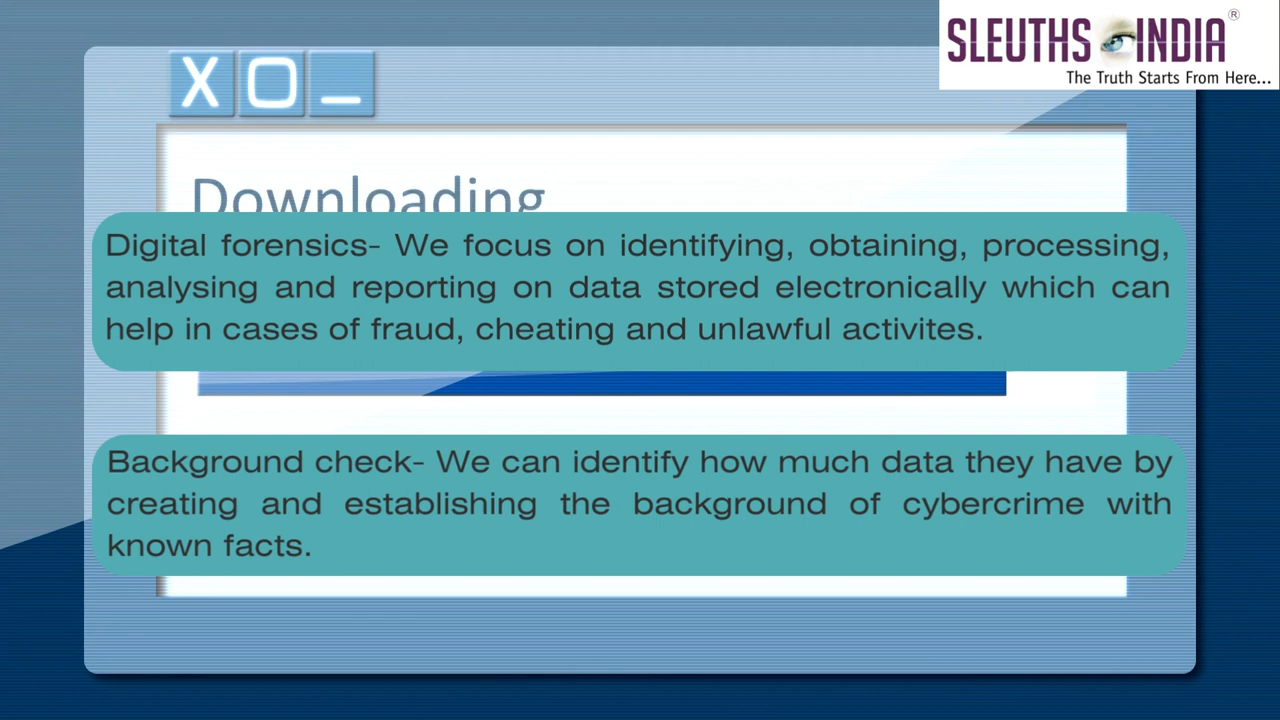 SLEUTHS INDIA ®
The Truth Starts From Here...
X O _
Downloading
Digital forensics- We focus on identifying, obtaining, processing,
analysing and reporting on data stored electronically which can
help in cases of fraud, cheating and unlawful activites.
Background check- We can identify how much data they have by
creating and establishing the background of cybercrime with
known facts.